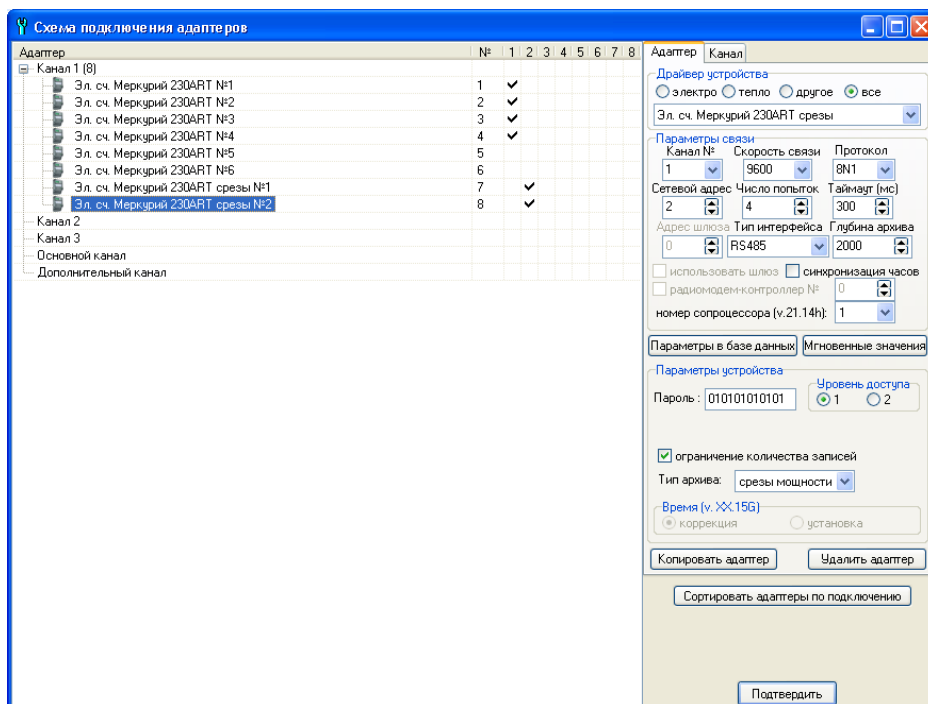 Схема подключения адаптеров
Адаптер № 1 2 3 4 5 6 7 8
Канал 1 (8)
Эл. сч. Меркурий 230ART №1 1
Эл. сч. Меркурий 230ART №2 2
Эл. сч. Меркурий 230ART №3 3
Эл. сч. Меркурий 230ART №4 4
Эл. сч. Меркурий 230ART №5 5
Эл. сч. Меркурий 230ART №6 6
Эл. сч. Меркурий 230ART срезы №1 7
Эл. сч. Меркурий 230ART срезы №2 8
Канал 2
Канал 3
Основной канал
Дополнительный канал
Адаптер Канал
Драйвер устройства
электро тепло другое все
Эл. сч. Меркурий 230ART срезы
Параметры связи
Канал № Скорость связи Протокол
1 9600 8N1
Сетевой адрес Число попыток Таймаут (мс)
2 4 300
Адрес шлюза Тип интерфейса Глубина архива
0 RS485 2000
использовать шлюз синхронизация часов
радиомодем-контроллер № 0
номер сопроцессора (v.21.14h): 1
Параметры в базе данных Мгновенные значения
Параметры устройства
Уровень доступа
Пароль : 010101010101 1 2
ограничение количества записей
Тип архива: срезы мощности
Время (v. XX.15G)
коррекция установка
Копировать адаптер Удалить адаптер
Сортировать адаптеры по подключению
Подтвердить